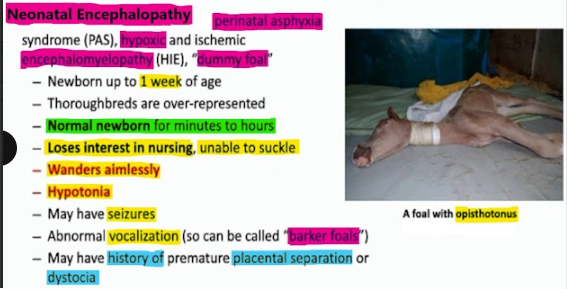 Neonatal Encephalopathy perinatal asphyxia
syndrome (PAS), hypoxic and ischemic
encephalomyelopathy (HIE), "dummy foal"
– Newborn up to 1 week of age
– Thoroughbreds are over-represented
– Normal newborn for minutes to hours
– Loses interest in nursing, unable to suckle
– Wanders aimlessly
– Hypotonia
– May have seizures
– Abnormal vocalization (so can be called "barker foals")
– May have history of premature placental separation or
dystocia
A foal with opisthotonus